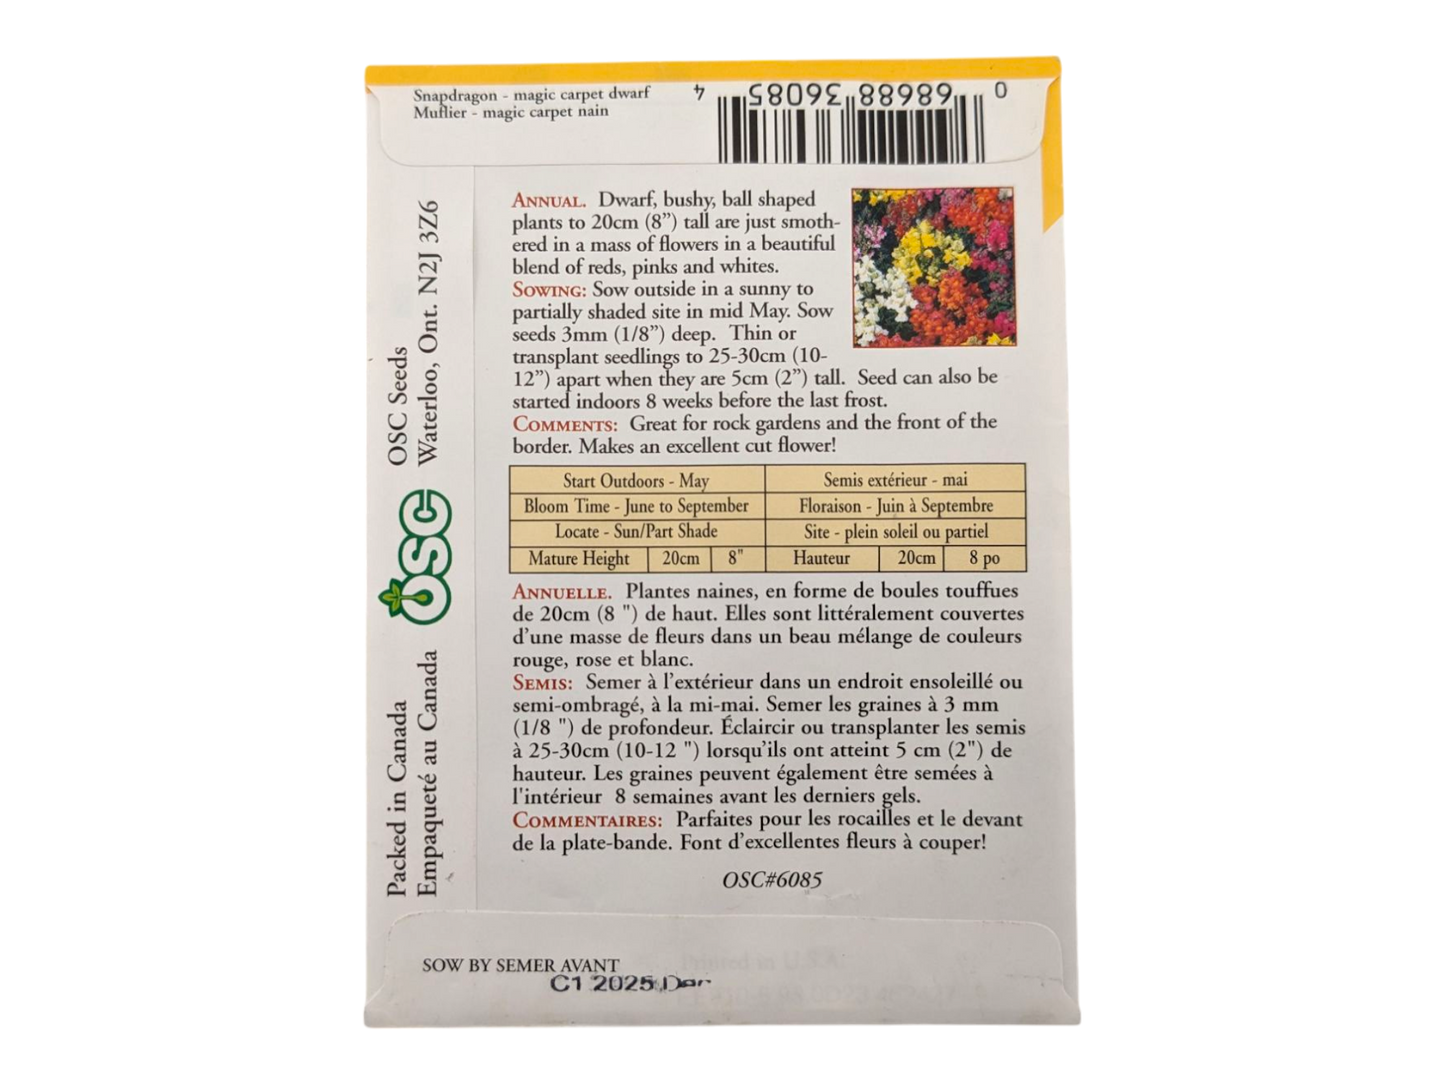 Snapdragon - magic carpet dwarf
Muflier - magic carpet nain
0 68688 36085 4
ANNUAL. Dwarf, bushy, ball shaped
plants to 20cm (8”) tall are just smoth-
ered in a mass of flowers in a beautiful
blend of reds, pinks and whites.
SOWING: Sow outside in a sunny to
partially shaded site in mid May. Sow
seeds 3mm (1/8”) deep. Thin or
transplant seedlings to 25-30cm (10-
12”) apart when they are 5cm (2”) tall. Seed can also be
started indoors 8 weeks before the last frost.
COMMENTS: Great for rock gardens and the front of the
border. Makes an excellent cut flower!
Start Outdoors - May
Semis extérieur - mai
Bloom Time - June to September
Floraison - Juin à Septembre
Locate - Sun/Part Shade
Site - plein soleil ou partiel
Mature Height 20cm 8"
Hauteur 20cm 8 po
ANNUELLE. Plantes naines, en forme de boules touffues
de 20cm (8 ") de haut. Elles sont littéralement couvertes
d’une masse de fleurs dans un beau mélange de couleurs
rouge, rose et blanc.
SEMIS: Semer à l’extérieur dans un endroit ensoleillé ou
semi-ombragé, à la mi-mai. Semer les graines à 3 mm
(1/8 ") de profondeur. Éclaircir ou transplanter les semis
à 25-30cm (10-12 ") lorsqu’ils ont atteint 5 cm (2") de
hauteur. Les graines peuvent également être semées à
l'intérieur 8 semaines avant les derniers gels.
COMMENTAIRES: Parfaites pour les rocailles et le devant
de la plate-bande. Font d’excellentes fleurs à couper!
OSC#6085
OSC Seeds
Waterloo, Ont. N2J 3Z6
OSC
Packed in Canada
Empaqueté au Canada
SOW BY SEMER AVANT
C1 2025
Printed in U.S.A.